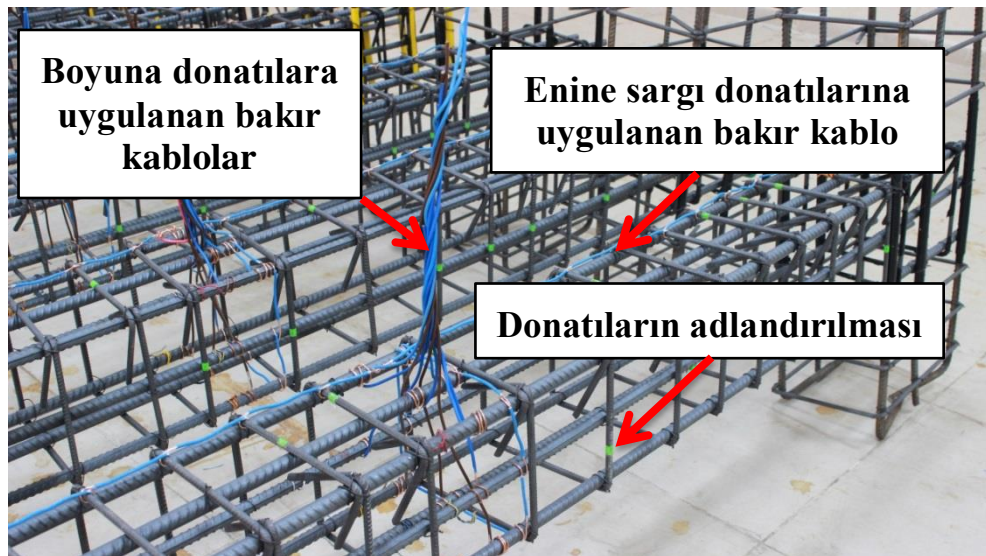 Boyuna donatılara
uygulanan bakır
kablolar
Enine sargı donatılarına
uygulanan bakır kablo
Donatıların adlandırılması